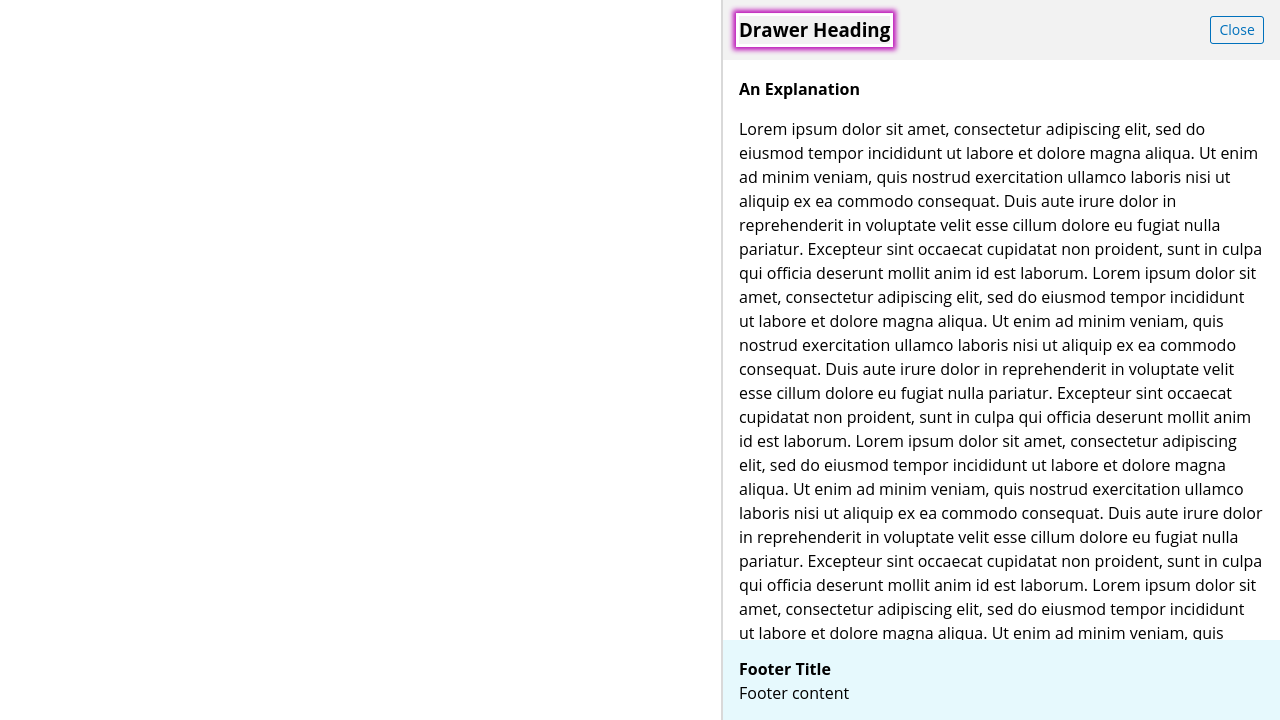 Drawer Heading
Close
An Explanation
Lorem ipsum dolor sit amet, consectetur adipiscing elit, sed do
eiusmod tempor incididunt ut labore et dolore magna aliqua. Ut enim
ad minim veniam, quis nostrud exercitation ullamco laboris nisi ut
aliquip ex ea commodo consequat. Duis aute irure dolor in
reprehenderit in voluptate velit esse cillum dolore eu fugiat nulla
pariatur. Excepteur sint occaecat cupidatat non proident, sunt in culpa
qui officia deserunt mollit anim id est laborum. Lorem ipsum dolor sit
amet, consectetur adipiscing elit, sed do eiusmod tempor incididunt
ut labore et dolore magna aliqua. Ut enim ad minim veniam, quis
nostrud exercitation ullamco laboris nisi ut aliquip ex ea commodo
consequat. Duis aute irure dolor in reprehenderit in voluptate velit
esse cillum dolore eu fugiat nulla pariatur. Excepteur sint occaecat
cupidatat non proident, sunt in culpa qui officia deserunt mollit anim
id est laborum. Lorem ipsum dolor sit amet, consectetur adipiscing
elit, sed do eiusmod tempor incididunt ut labore et dolore magna
aliqua. Ut enim ad minim veniam, quis nostrud exercitation ullamco
laboris nisi ut aliquip ex ea commodo consequat. Duis aute irure dolor
in reprehenderit in voluptate velit esse cillum dolore eu fugiat nulla
pariatur. Excepteur sint occaecat cupidatat non proident, sunt in culpa
qui officia deserunt mollit anim id est laborum. Lorem ipsum dolor sit
amet, consectetur adipiscing elit, sed do eiusmod tempor incididunt
ut labore et dolore magna aliqua. Ut enim ad minim veniam, quis
Footer Title
Footer content